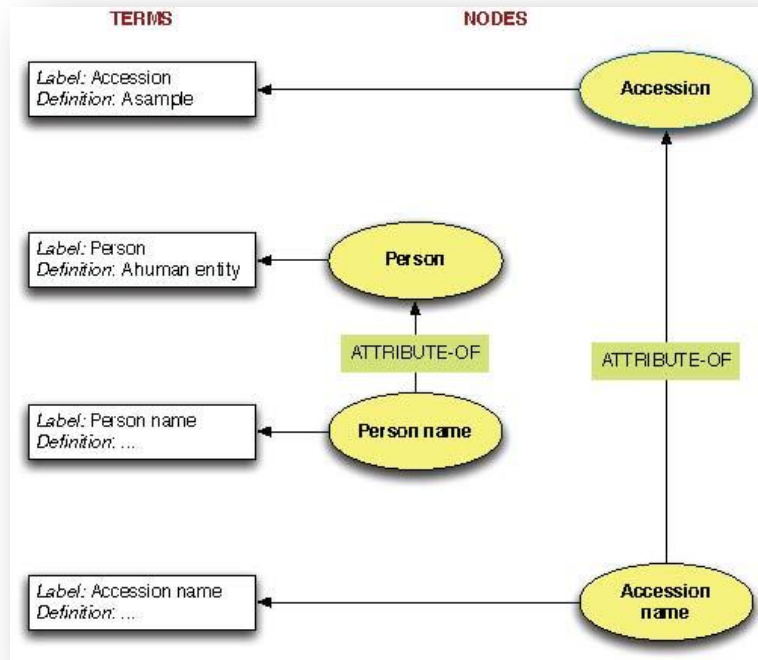 TERMS
NODES
Label: Accession
Definition: Asample
Accession
Label: Person
Definition: Ahuman entity
Person
ATTRIBUTE-OF
ATTRIBUTE-OF
Label: Person name
Definition: ...
Person name
Label: Accession name
Definition: ...
Accession
name